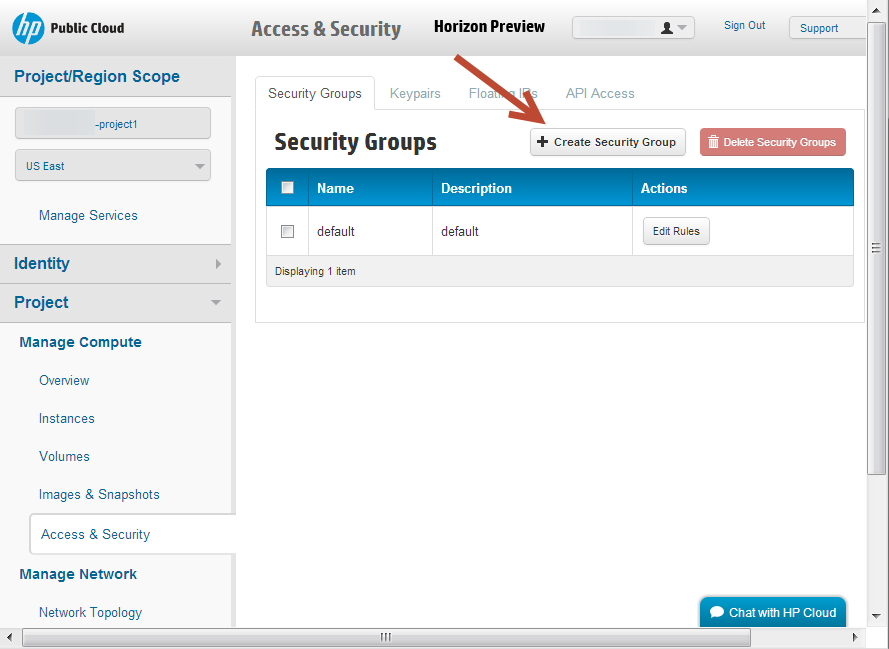 hp Public Cloud
Access & Security
Horizon Preview
Sign Out
Support
Project/Region Scope
-project1
US East
Manage Services
Identity
Project
Manage Compute
Overview
Instances
Volumes
Images & Snapshots
Access & Security
Manage Network
Network Topology
Security Groups
Keypairs
Floating IPs
API Access
Security Groups
Create Security Group
Delete Security Groups
Name Description Actions
default default Edit Rules
Displaying 1 item
Chat with HP Cloud